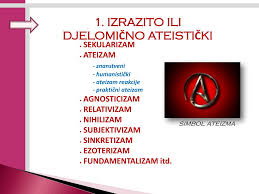 1. IZRAZITO ILI
DJELOMIČNO ATEISTIČKI
. SEKULARIZAM
. ATEIZAM
- znanstveni
- humanistički
- ateizam reakcije
- praktični ateizam
. AGNOSTICIZAM
. RELATIVIZAM
. NIHILIZAM
. SUBJEKTIVIZAM
. SINKRETIZAM
. EZOTERIZAM
. FUNDAMENTALIZAM itd.
SIMBOL ATEIZMA